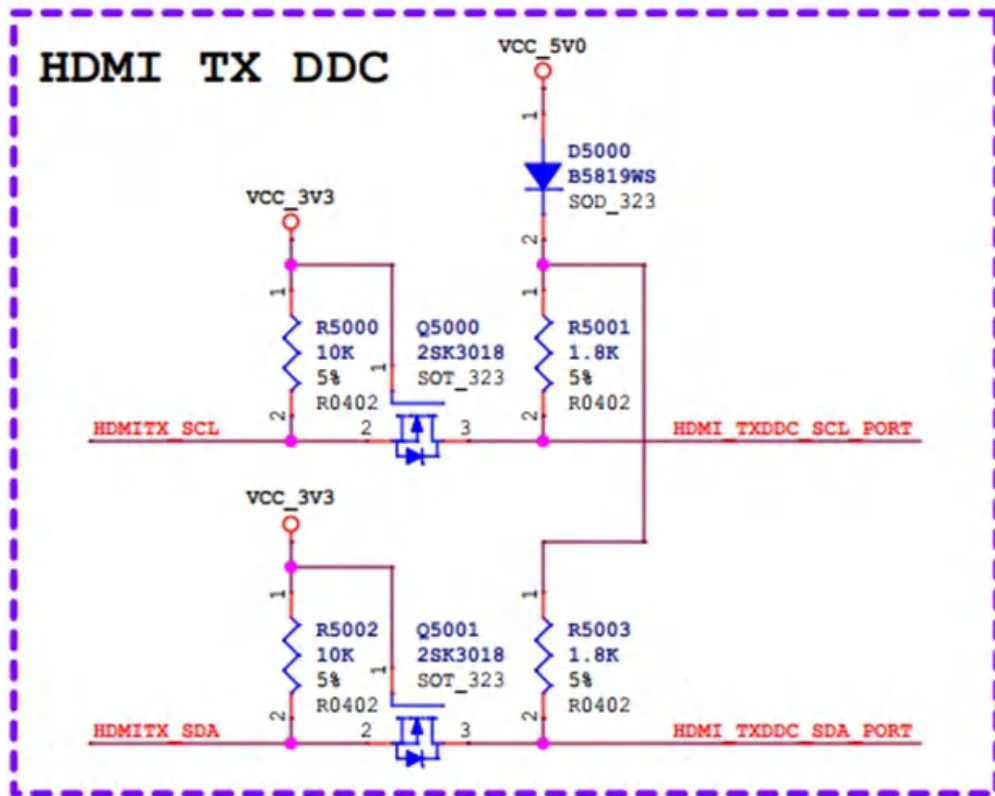 HDMI TX DDC
VCC_5V0
1
D5000
B5819WS
SOD_323
2
VCC_3V3
1
R5000
10K
5%
R0402
2
Q5000
2SK3018
SOT_323
1
1
R5001
1.8K
5%
R0402
2
HDMITX_SCL
2
3
HDMI_TXDDC_SCL_PORT
VCC_3V3
1
R5002
10K
5%
R0402
2
Q5001
2SK3018
SOT_323
1
1
R5003
1.8K
5%
R0402
2
HDMITX_SDA
2
3
HDMI_TXDDC_SDA_PORT